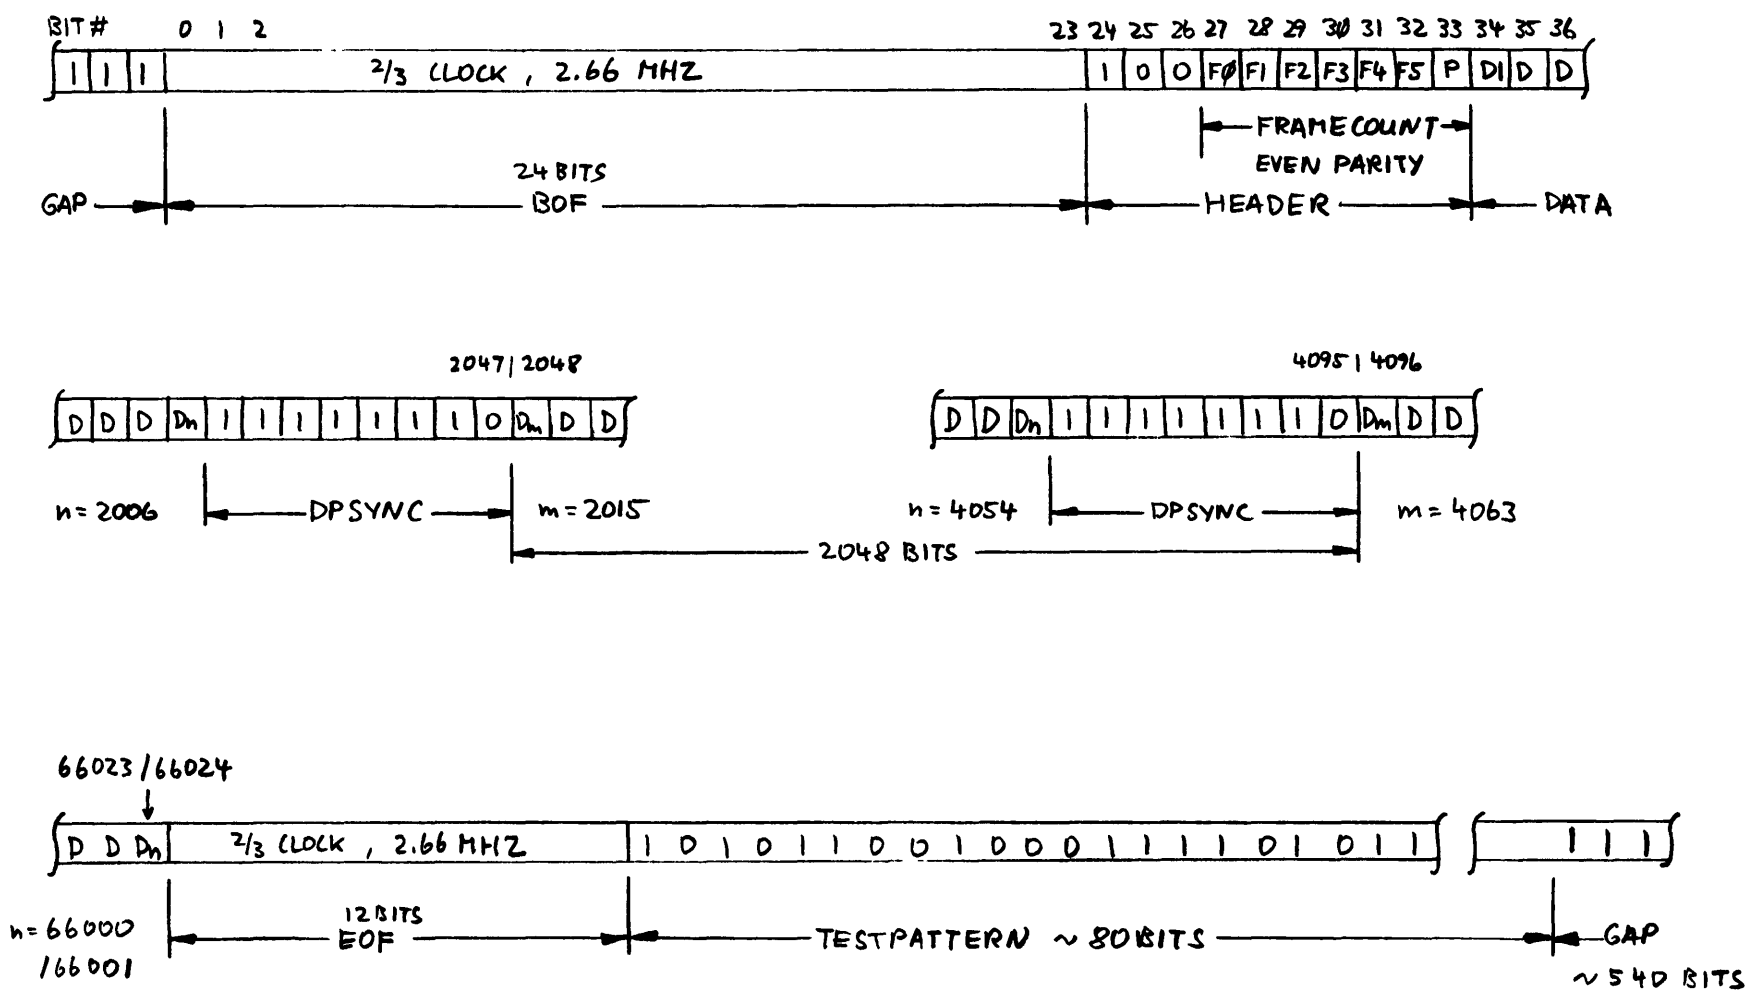 BIT # 0 1 2 23 24 25 26 27 28 29 30 31 32 33 34 35 36
1 1 1 2/3 CLOCK, 2.66 MHZ 1 0 0 FØ F1 F2 F3 F4 F5 P D1 D D
FRAMECOUNT
EVEN PARITY
24 BITS
GAP BOF HEADER DATA
2047 | 2048 4095 | 4096
D D D Dn 1 1 1 1 1 1 1 0 Dm D D D D Dn 1 1 1 1 1 1 1 0 Dm D D
n=2006 DPSYNC m=2015 n=4054 DPSYNC m=4063
2048 BITS
66023/66024
D D Dn 2/3 CLOCK, 2.66 MHZ 1 0 1 0 1 1 0 0 1 0 0 0 1 1 1 1 0 1 0 1 1 1 1 1
12 BITS
n=66000 EOF TESTPATTERN ~ 80 BITS GAP
/66001 ~540 BITS